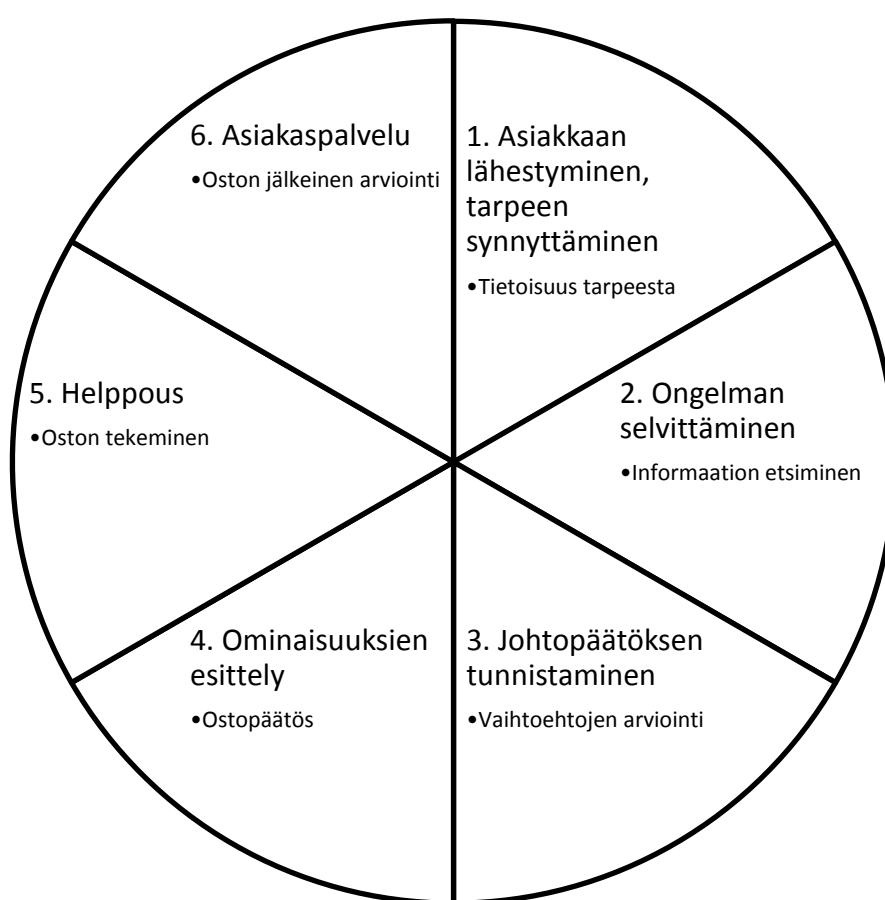 1. Asiakkaan
lähestyminen,
tarpeen
synnyttäminen
•Tietoisuus tarpeesta
2. Ongelman
selvittäminen
•Informaation etsiminen
3. Johtopäätöksen
tunnistaminen
•Vaihtoehtojen arviointi
4. Ominaisuuksien
esittely
•Ostopäätös
5. Helppous
•Oston tekeminen
6. Asiakaspalvelu
•Oston jälkeinen arviointi